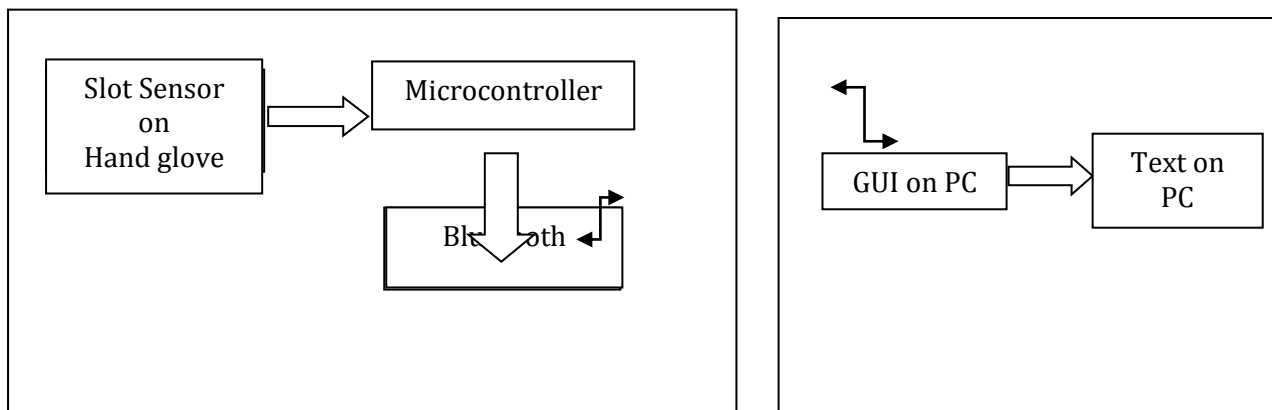 Slot Sensor
on
Hand glove
Microcontroller
GUI on PC
Text on
PC